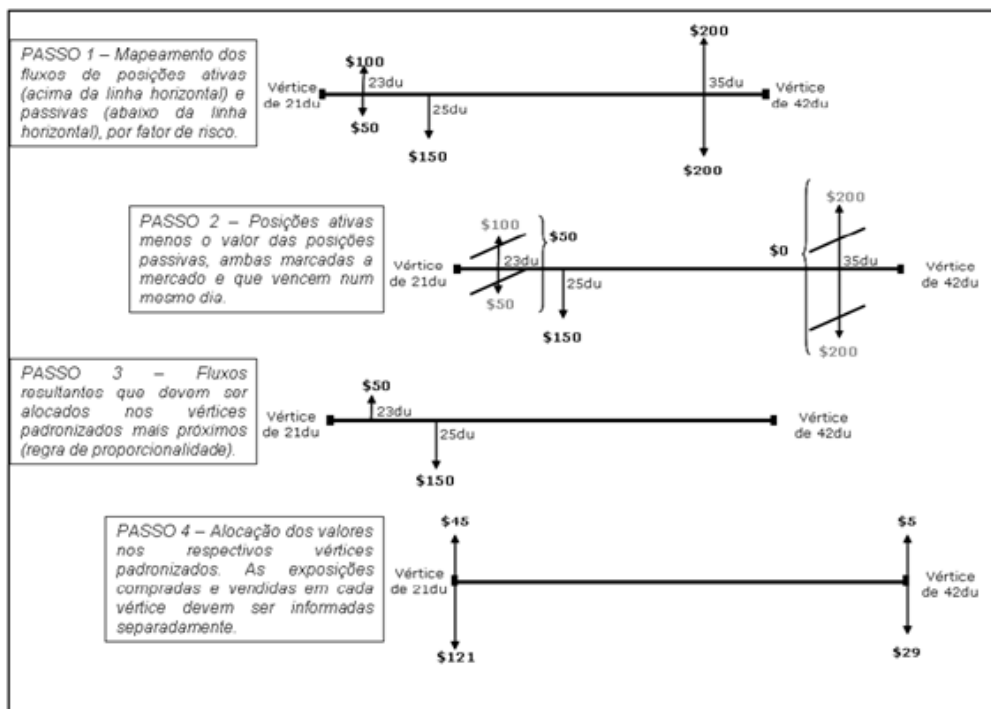 PASSO 1 – Mapeamento dos
fluxos de posições ativas
(acima da linha horizontal) e
passivas (abaixo da linha
horizontal), por fator de risco.
Vértice
de 21du
$100
23du
$50
25du
$150
$200
35du
$200
Vértice
de 42du
PASSO 2 – Posições ativas
menos o valor das posições
passivas, ambas marcadas a
mercado e que vencem num
mesmo dia.
Vértice
de 21du
$100
23du
$50
$50
25du
$150
$0
$200
35du
$200
Vértice
de 42du
PASSO 3 – Fluxos
resultantes que devem ser
alocados nos vértices
padronizados mais próximos
(regra de proporcionalidade).
Vértice
de 21du
$50
23du
25du
$150
Vértice
de 42du
PASSO 4 – Alocação dos valores
nos respectivos vértices
padronizados. As exposições
compradas e vendidas em cada
vértice devem ser informadas
separadamente.
$45
Vértice
de 21du
$121
$5
Vértice
de 42du
$29